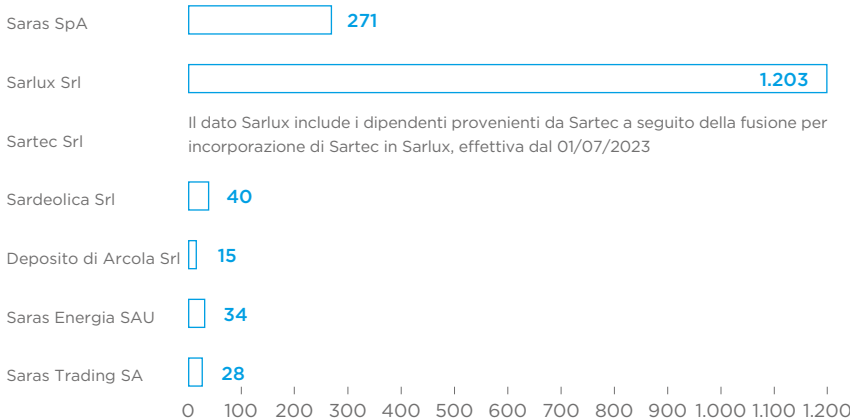 Saras SpA 271
Sarlux Srl 1.203
Sartec Srl Il dato Sarlux include i dipendenti provenienti da Sartec a seguito della fusione per
incorporazione di Sartec in Sarlux, effettiva dal 01/07/2023
Sardeolica Srl 40
Deposito di Arcola Srl 15
Saras Energia SAU 34
Saras Trading SA 28
0 100 200 300 400 500 600 700 800 900 1.000 1.100 1.200